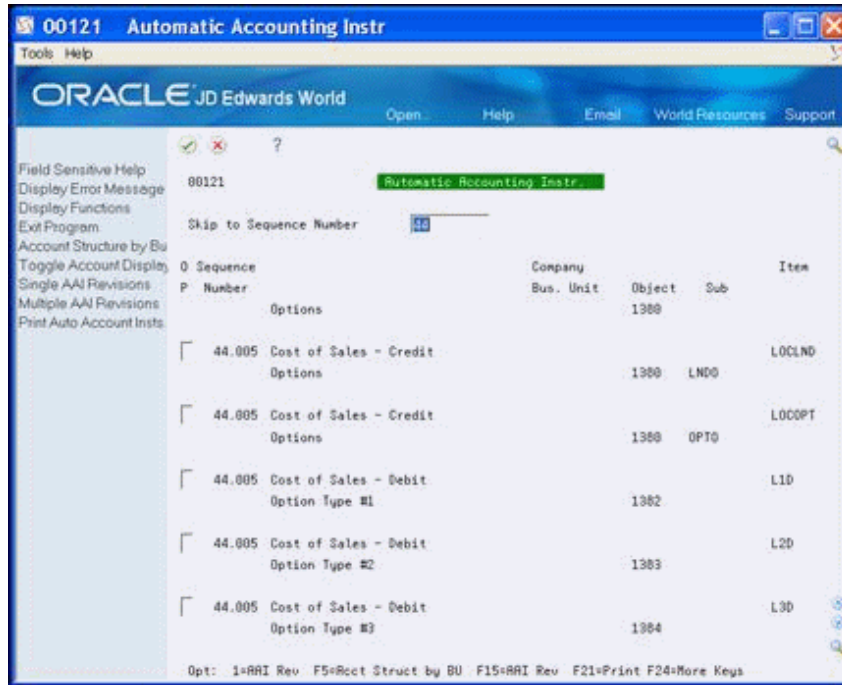 00121 Automatic Accounting Instr
Tools Help
ORACLE JD Edwards World
Open.. Help Email World Resources Support
Field Sensitive Help
Display Error Message
Display Functions
Exit Program
Account Structure by Bu
Toggle Account Display
Single AAI Revisions
Multiple AAI Revisions
Print Auto Account Insts
?
00121 Automatic Accounting Instr.
Skip to Sequence Number 44
O Sequence Company Item
P Number Bus. Unit Object Sub
Options 1380
44.005 Cost of Sales - Credit LOCLND
Options 1380 LNDO
44.005 Cost of Sales - Credit LOCOPT
Options 1380 OPTO
44.005 Cost of Sales - Debit L1D
Option Type #1 1382
44.005 Cost of Sales - Debit L2D
Option Type #2 1383
44.005 Cost of Sales - Debit L3D
Option Type #3 1384
Opt: 1=AAI Rev F5=Acct Struct by BU F15=AAI Rev F21=Print F24=More Keys